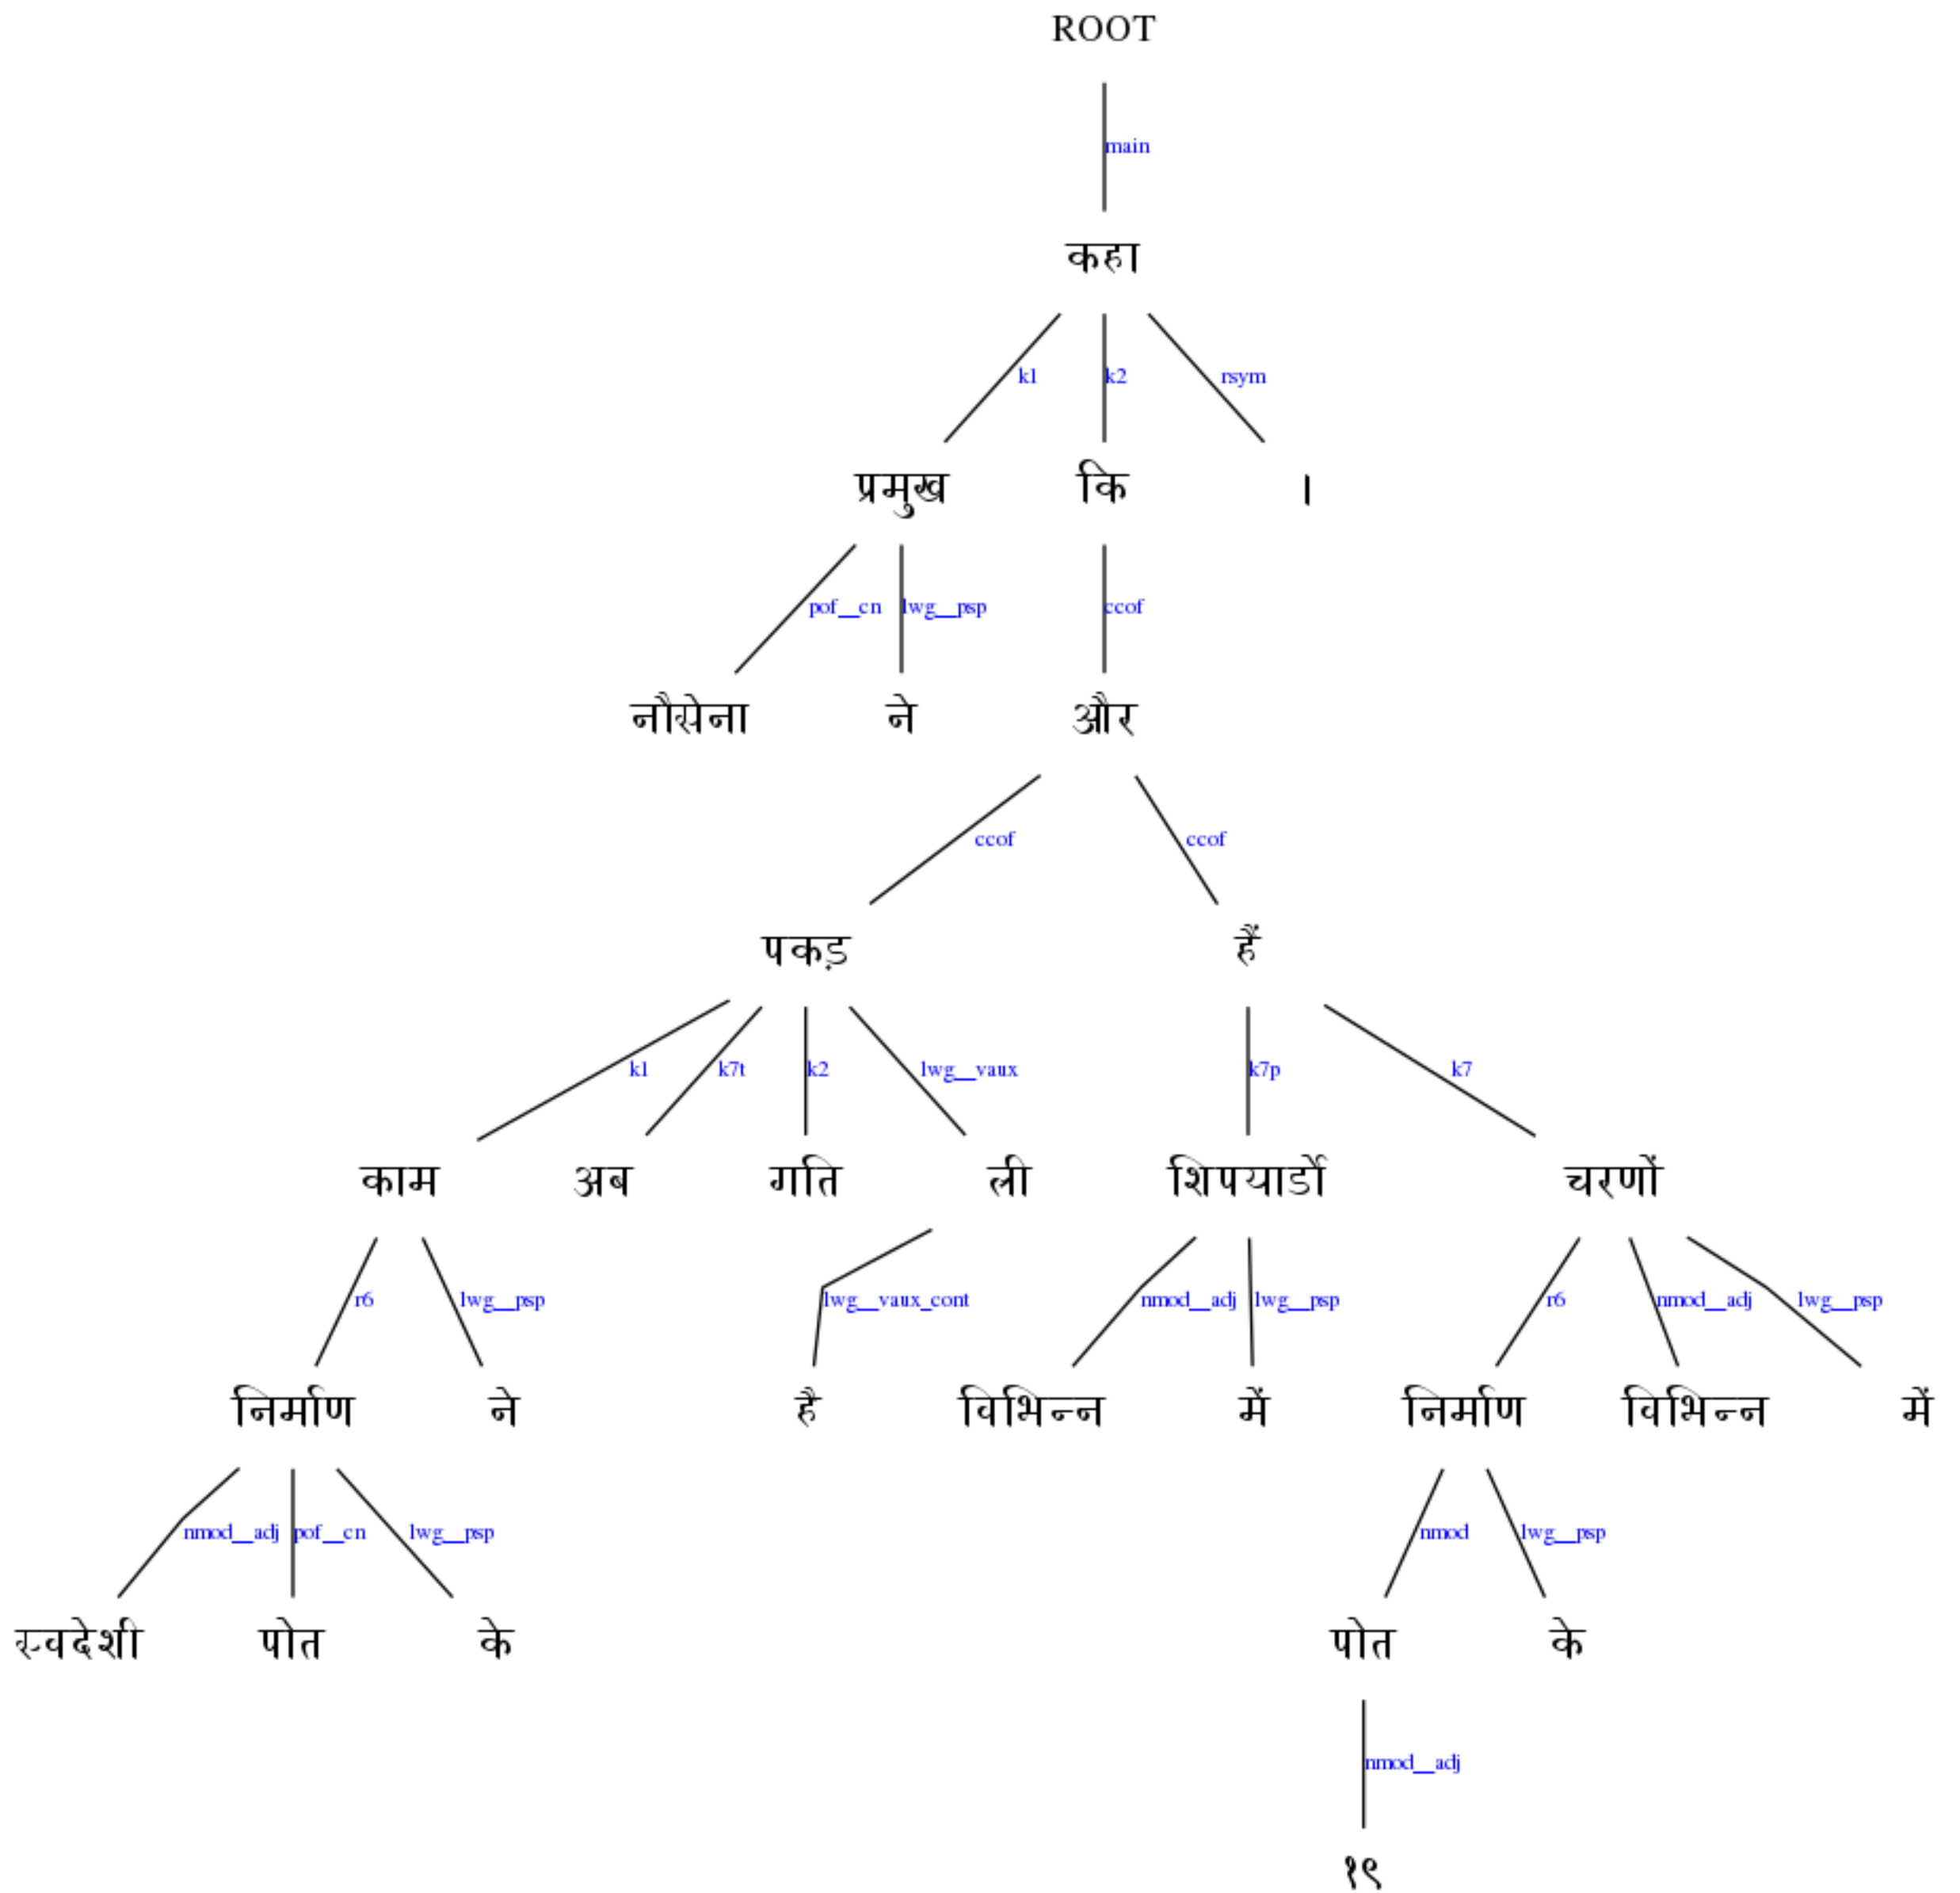 ROOT
main
कहा
k1 k2 rsym
प्रमुख कि ।
pof__cn lwg__psp ccof
नौसेना ने और
ccof ccof
पकड़ हैं
k1 k7t k2 lwg__vaux k7p k7
काम अब गति ली शिपयार्डों चरणों
r6 lwg__psp lwg__vaux_cont nmod__adj lwg__psp r6 nmod__adj lwg__psp
निर्माण ने है विभिन्न में निर्माण विभिन्न में
nmod__adj pof__cn lwg__psp nmod lwg__psp
स्वदेशी पोत के पोत के
nmod__adj
१९